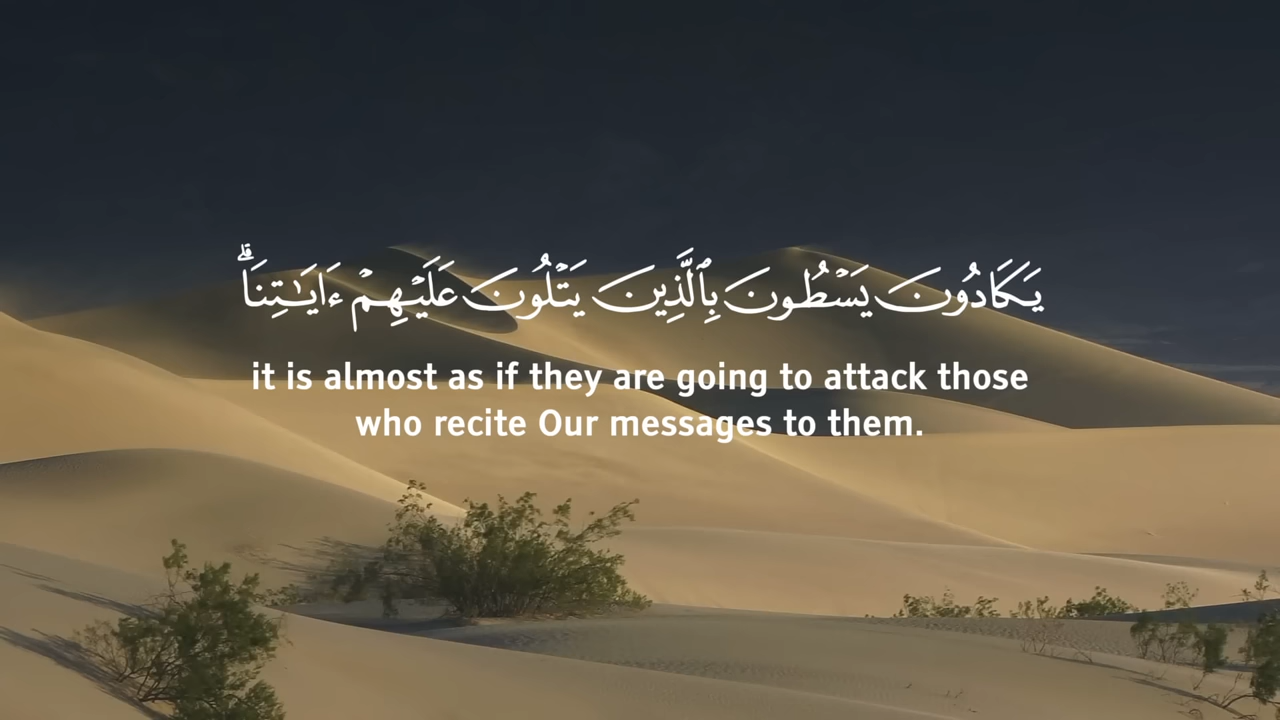 يَكَادُونَ يَسْطُونَ بِٱلَّذِينَ يَتْلُونَ عَلَيْهِمْ ءَايَـٰتِنَا ۗ
it is almost as if they are going to attack those
who recite Our messages to them.